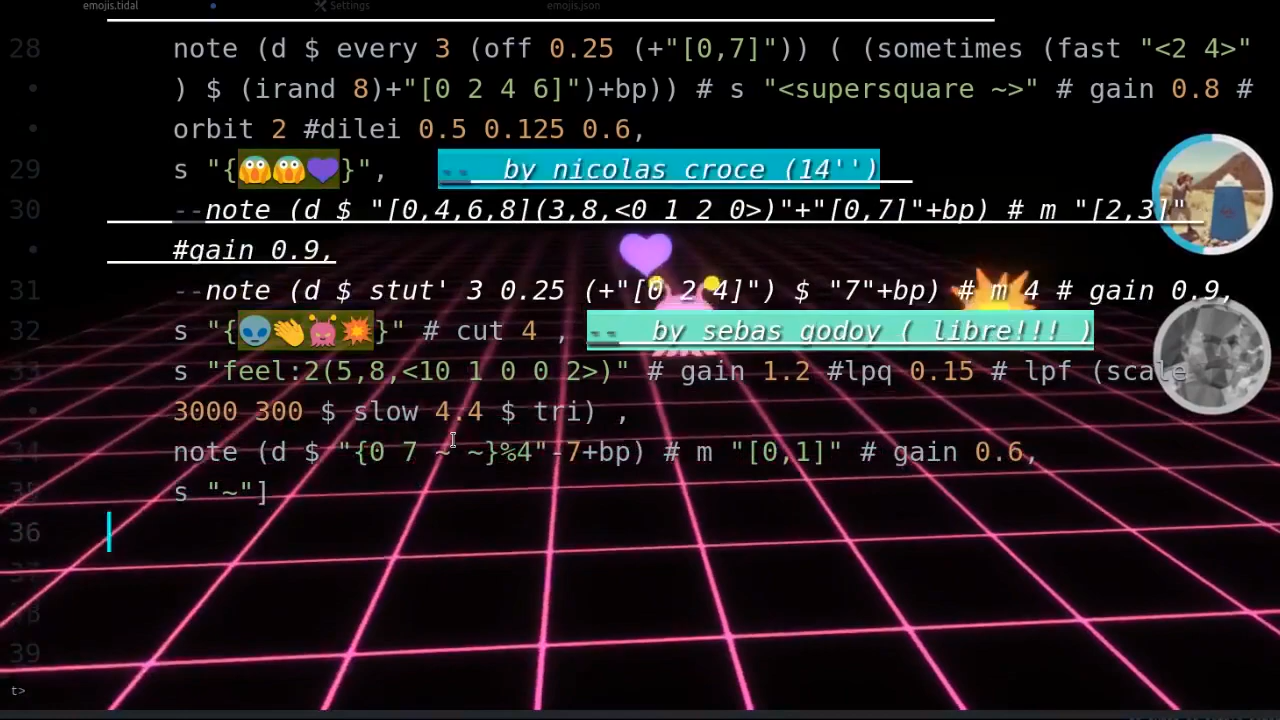 emojis.tidal Settings emojis.json
28 note (d $ every 3 (off 0.25 (+"[0,7]")) ( (sometimes (fast "<2 4>"
) $ (irand 8)+"[0 2 4 6]")+bp)) # s "<supersquare ~>" # gain 0.8 #
orbit 2 #dilei 0.5 0.125 0.6,
29 s "{😱😱💜}", -- by nicolas croce (14'')
30 --note (d $ "[0,4,6,8](3,8,<0 1 2 0>)"+"[0,7]"+bp) # m "[2,3]"
#gain 0.9,
31 --note (d $ stut' 3 0.25 (+"[0 2 4]") $ "7"+bp) # m 4 # gain 0.9,
32 s "{👽👏👾💥}" # cut 4 , -- by sebas godoy ( libre!!! )
33 s "feel:2(5,8,<10 1 0 0 2>)" # gain 1.2 #lpq 0.15 # lpf (scale
3000 300 $ slow 4.4 $ tri) ,
34 note (d $ "{0 7 ~ ~}%4"-7+bp) # m "[0,1]" # gain 0.6,
35 s "~"]
36
37
38
39
t>